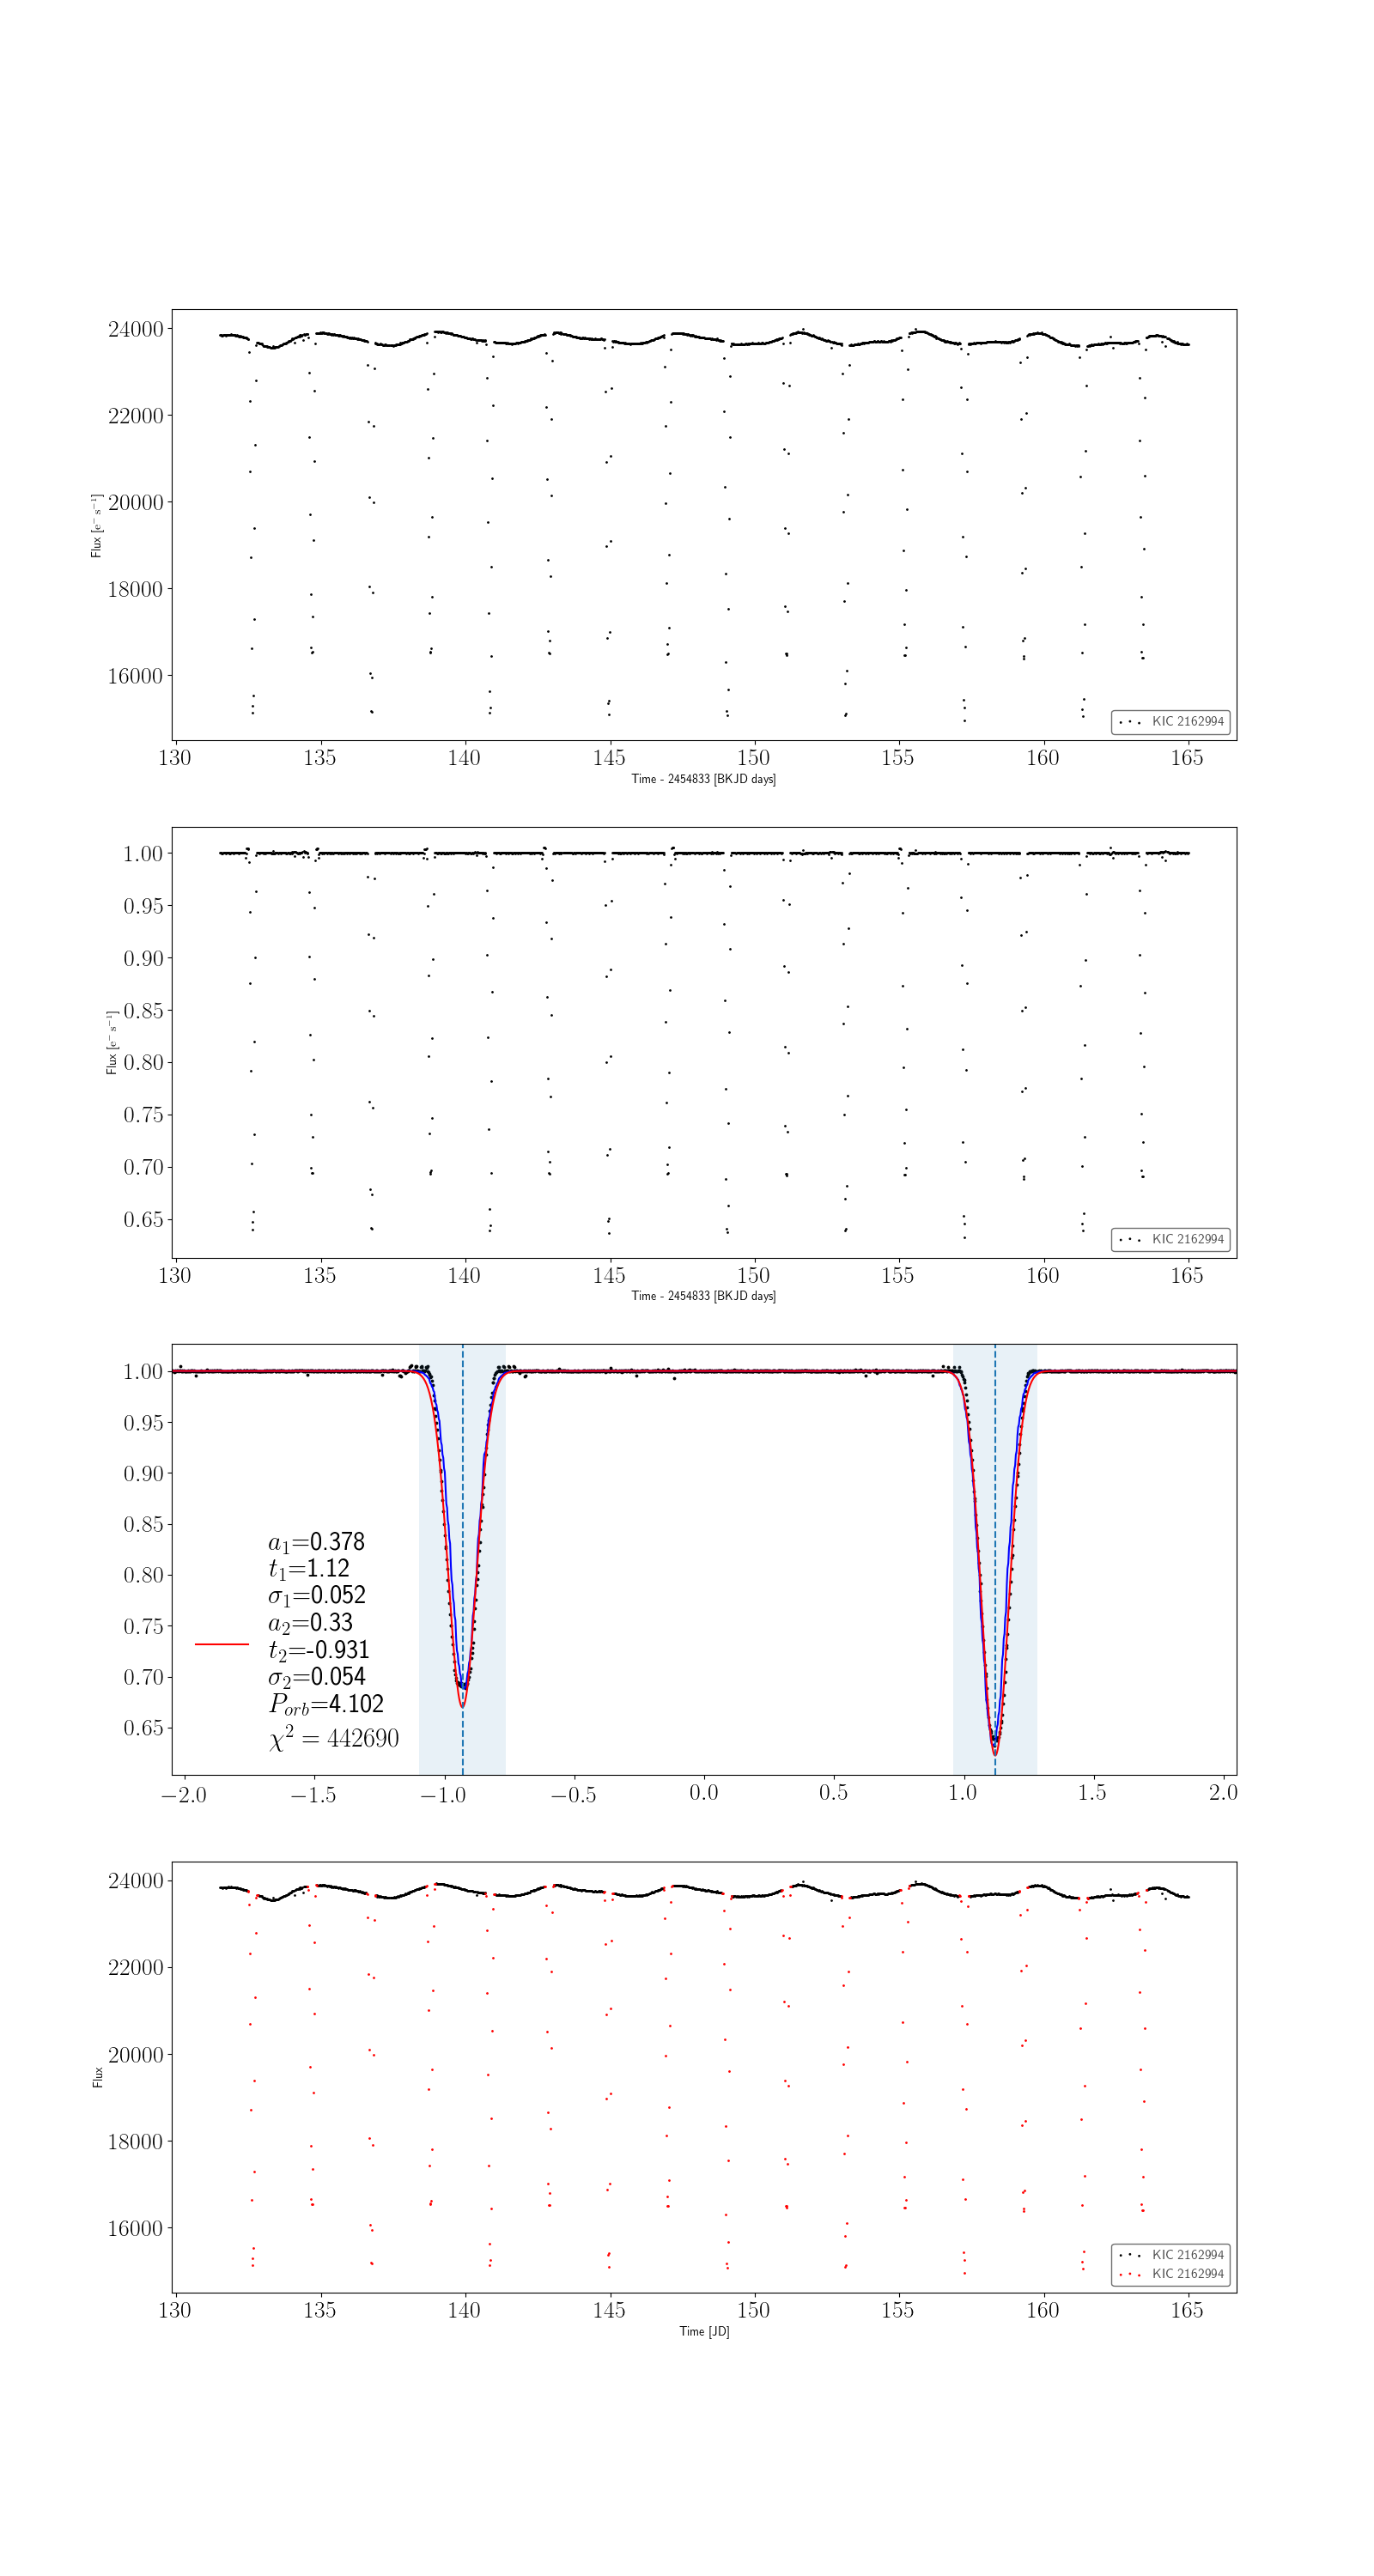 24000
22000
20000
18000
16000
Flux [e⁻ s⁻¹]
KIC 2162994
130 135 140 145 150 155 160 165
Time - 2454833 [BKJD days]
1.00
0.95
0.90
0.85
0.80
0.75
0.70
0.65
Flux [e⁻ s⁻¹]
KIC 2162994
130 135 140 145 150 155 160 165
Time - 2454833 [BKJD days]
1.00
0.95
0.90
0.85
0.80
0.75
0.70
0.65
a₁=0.378
t₁=1.12
σ₁=0.052
a₂=0.33
t₂=-0.931
σ₂=0.054
P_orb=4.102
χ² = 442690
−2.0 −1.5 −1.0 −0.5 0.0 0.5 1.0 1.5 2.0
24000
22000
20000
18000
16000
Flux
KIC 2162994
KIC 2162994
130 135 140 145 150 155 160 165
Time [JD]